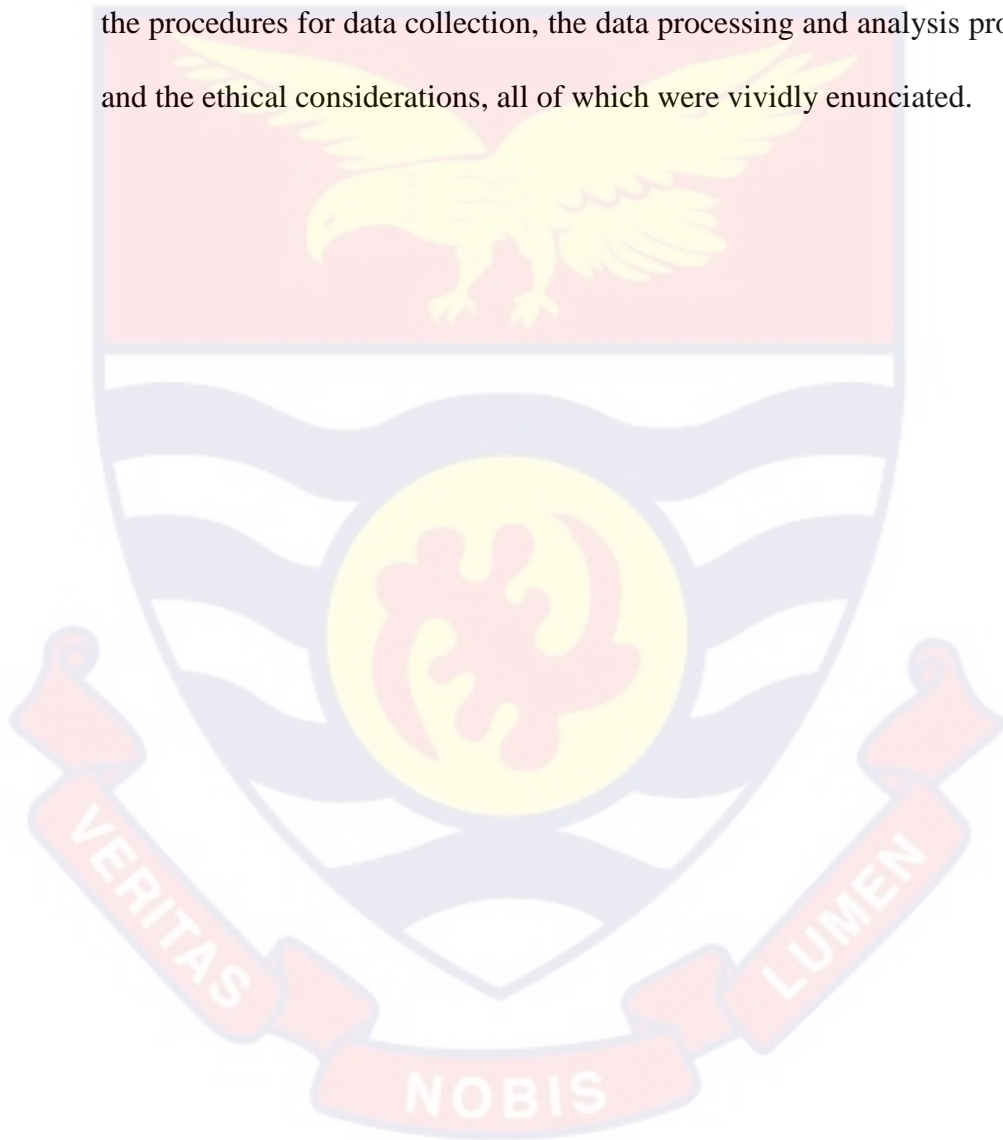 the procedures for data collection, the data processing and analysis
and the ethical considerations, all of which were vividly enunciated.
VERITAS
NOBIS
LUMEN